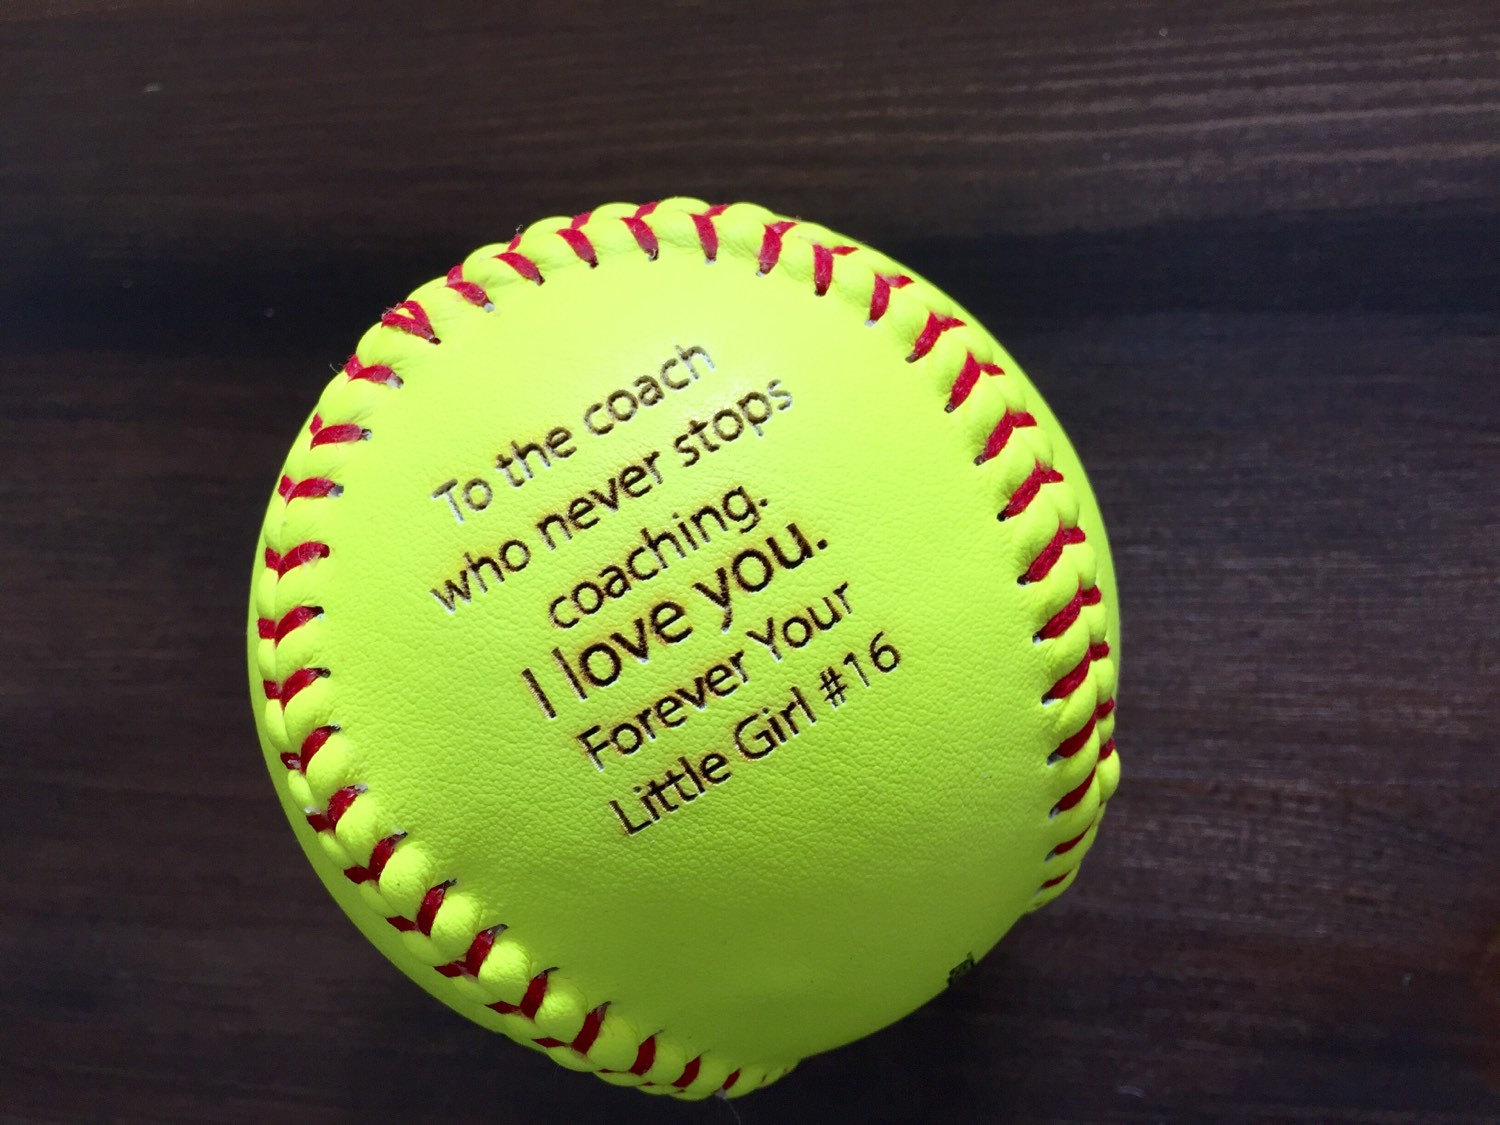 To the coach
who never stops
coaching.
I love you.
Forever Your
Little Girl #16